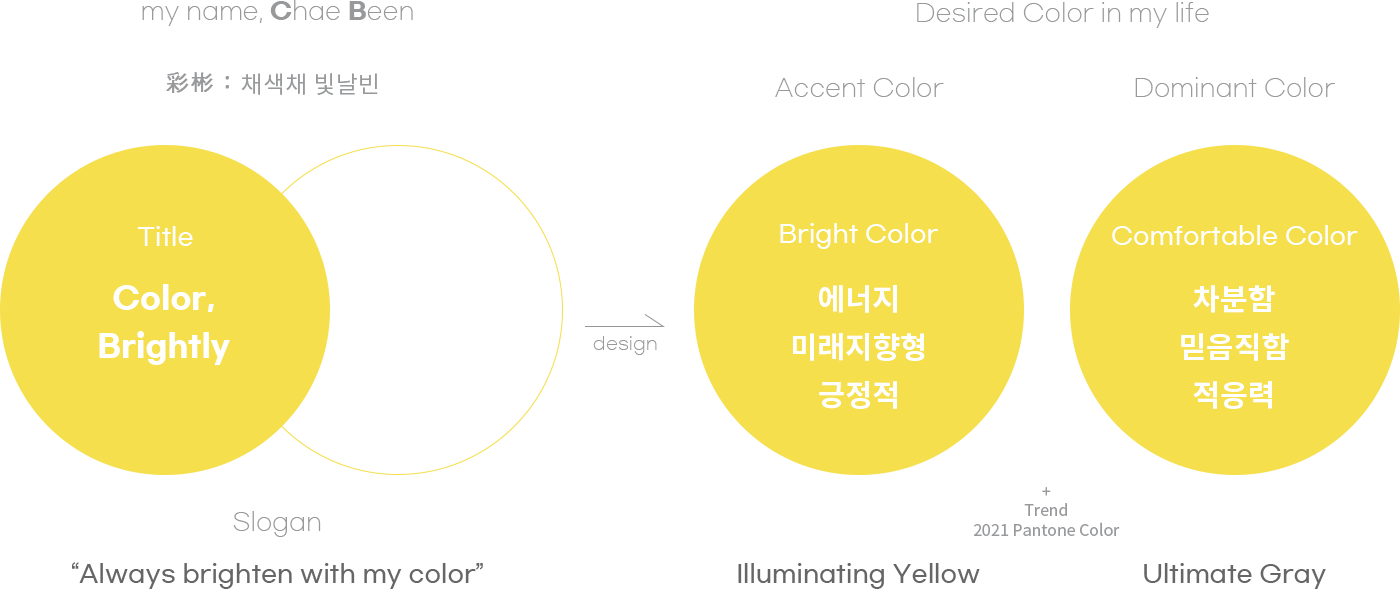 my name, Chae Been
彩彬 : 채색채 빛날빈
Title
Color,
Brightly
Slogan
“Always brighten with my color”
design
Desired Color in my life
Accent Color
Bright Color
에너지
미래지향형
긍정적
Dominant Color
Comfortable Color
차분함
믿음직함
적응력
+
Trend
2021 Pantone Color
Illuminating Yellow
Ultimate Gray